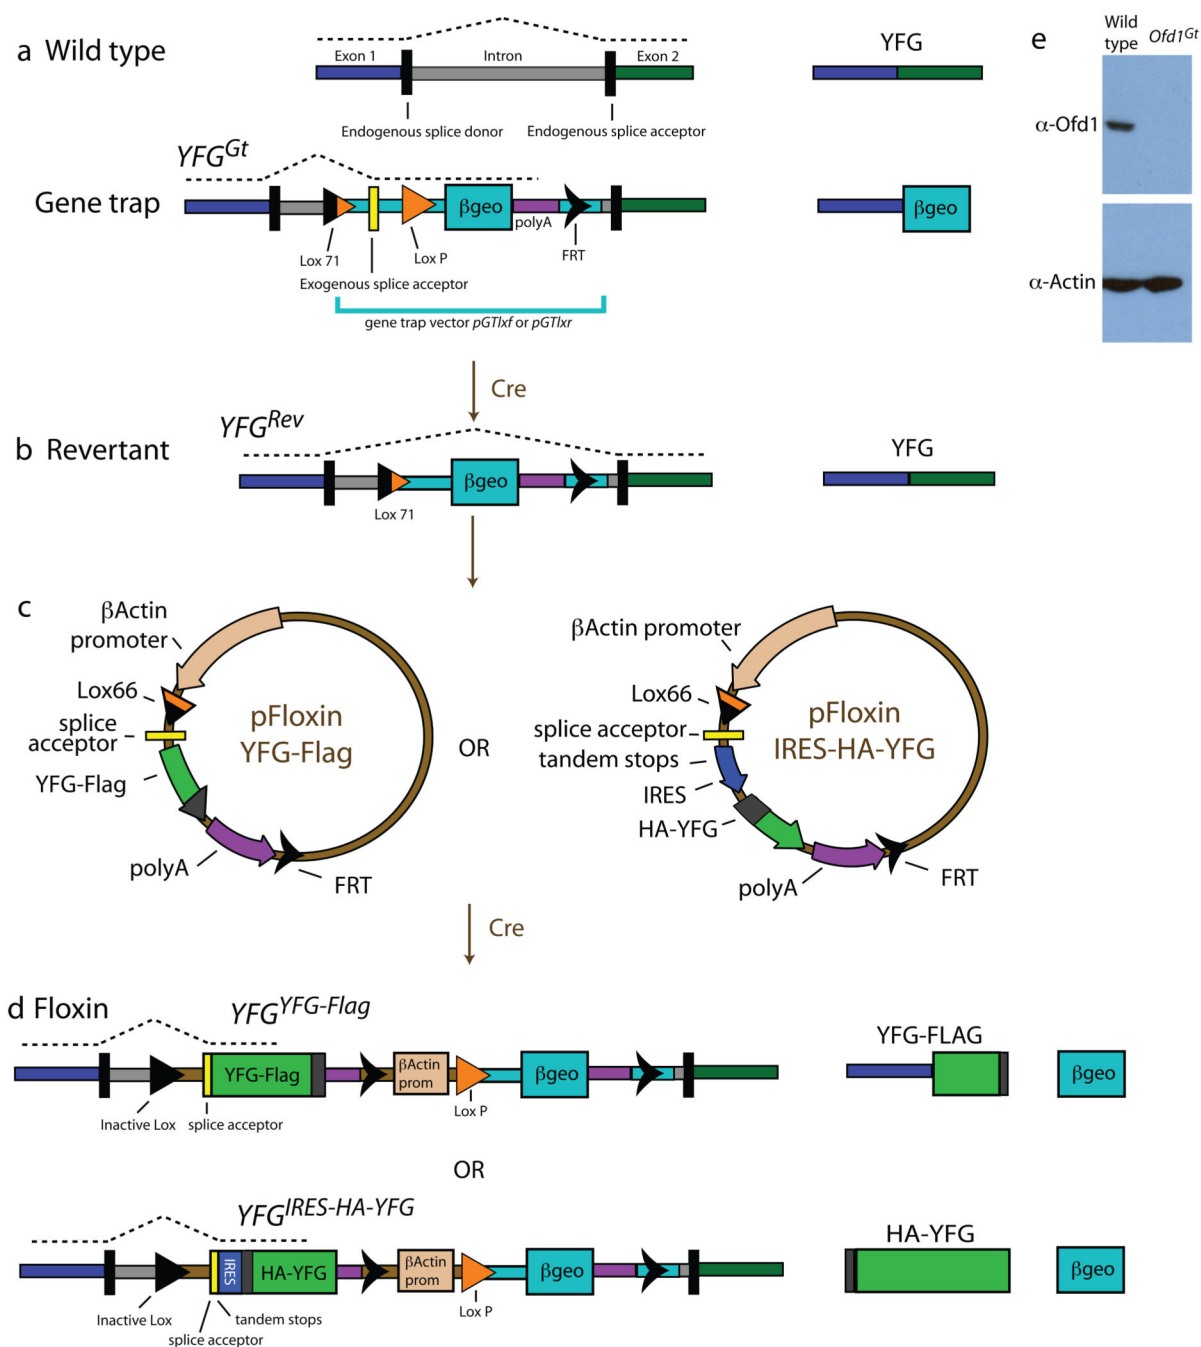 a Wild type
Exon 1
Intron
Exon 2
Endogenous splice donor
Endogenous splice acceptor
YFG
e
Wild
type
Ofd1Gt
α-Ofd1
α-Actin
YFGGt
Gene trap
βgeo
polyA
Lox 71
Lox P
FRT
Exogenous splice acceptor
gene trap vector pGTlxf or pGTlxr
βgeo
Cre
b Revertant
YFGRev
βgeo
Lox 71
YFG
c
βActin
promoter
Lox66
splice
acceptor
YFG-Flag
polyA
FRT
pFloxin
YFG-Flag
OR
βActin promoter
Lox66
splice acceptor
tandem stops
IRES
HA-YFG
polyA
FRT
pFloxin
IRES-HA-YFG
Cre
d Floxin
YFGYFG-Flag
YFG-Flag
βActin
prom
βgeo
Inactive Lox
splice acceptor
Lox P
YFG-FLAG
βgeo
OR
YFGIRES-HA-YFG
IRES
HA-YFG
βActin
prom
βgeo
Inactive Lox
tandem stops
splice acceptor
Lox P
HA-YFG
βgeo